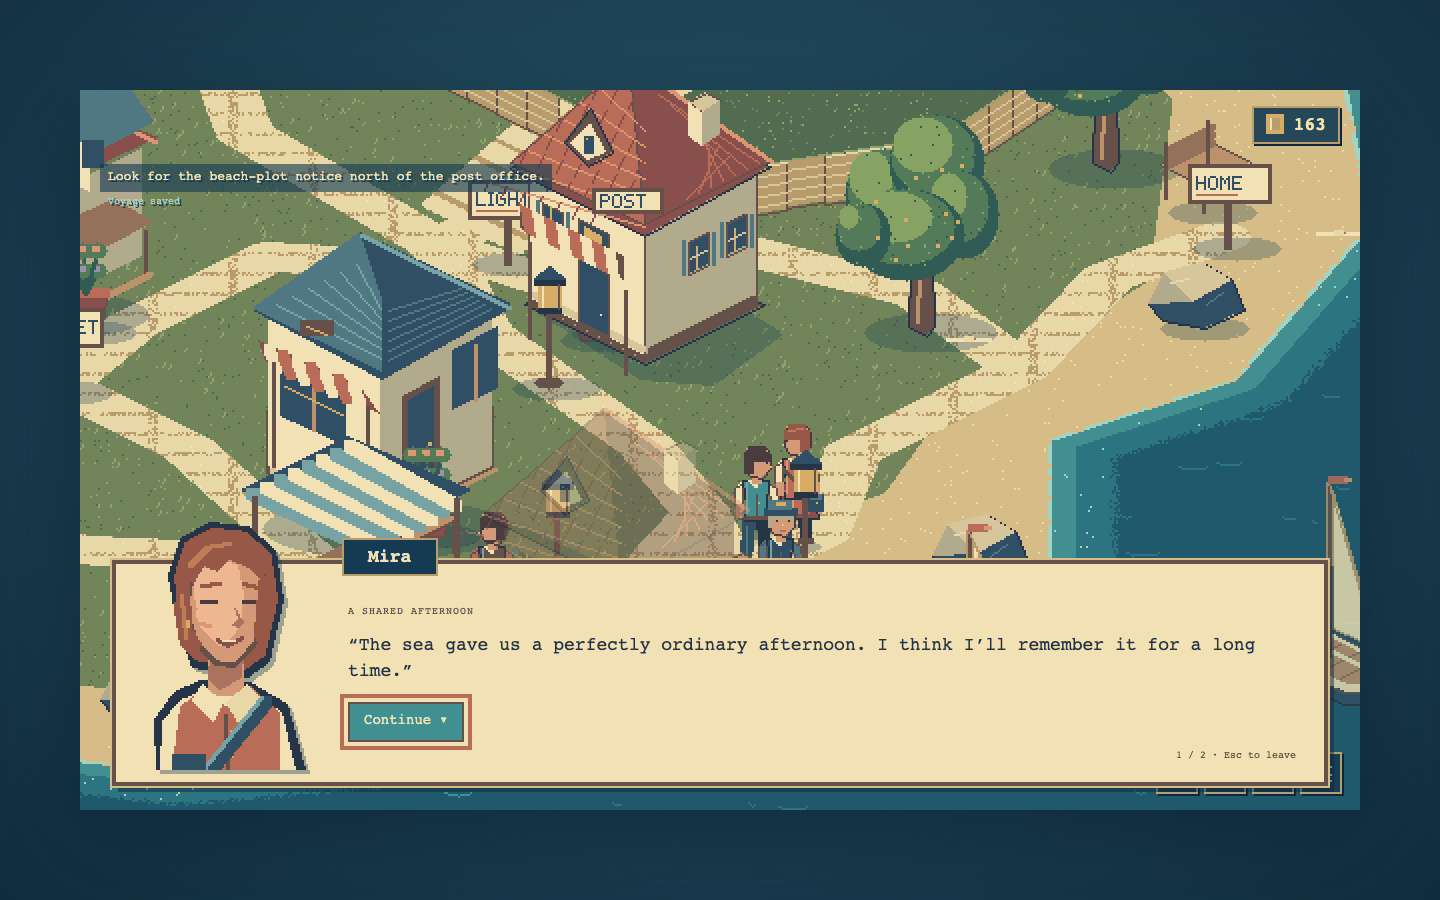 163
Look for the beach-plot notice north of the post office.
HOME
POST
Voyage saved
ET
Mira
A SHARED AFTERNOON
“The sea gave us a perfectly ordinary afternoon. I think I’ll remember it for a long
time.”
Continue ▾
1 / 2 · Esc to leave